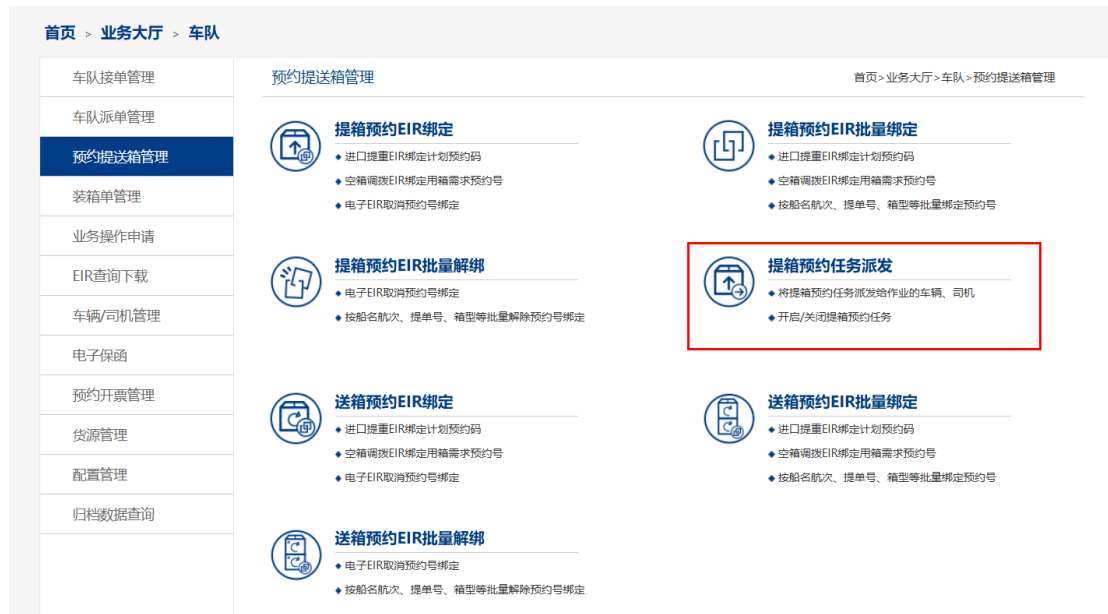 首页 > 业务大厅 > 车队
车队接单管理
车队派单管理
预约提送箱管理
装箱单管理
业务操作申请
EIR查询下载
车辆/司机管理
电子保函
预约开票管理
货源管理
配置管理
归档数据查询
预约提送箱管理
首页>业务大厅>车队>预约提送箱管理
提箱预约EIR绑定
进口提重EIR绑定计划预约码
空箱调拨EIR绑定用箱需求预约号
电子EIR取消预约号绑定
提箱预约EIR批量绑定
进口提重EIR绑定计划预约码
空箱调拨EIR绑定用箱需求预约号
按船名航次、提单号、箱型等批量绑定预约号
提箱预约EIR批量解绑
电子EIR取消预约号绑定
按船名航次、提单号、箱型等批量解除预约号绑定
提箱预约任务派发
将提箱预约任务派发给作业的车辆、司机
开启/关闭提箱预约任务
送箱预约EIR绑定
进口提重EIR绑定计划预约码
空箱调拨EIR绑定用箱需求预约号
电子EIR取消预约号绑定
送箱预约EIR批量绑定
进口提重EIR绑定计划预约码
空箱调拨EIR绑定用箱需求预约号
按船名航次、提单号、箱型等批量绑定预约号
送箱预约EIR批量解绑
电子EIR取消预约号绑定
按船名航次、提单号、箱型等批量解除预约号绑定